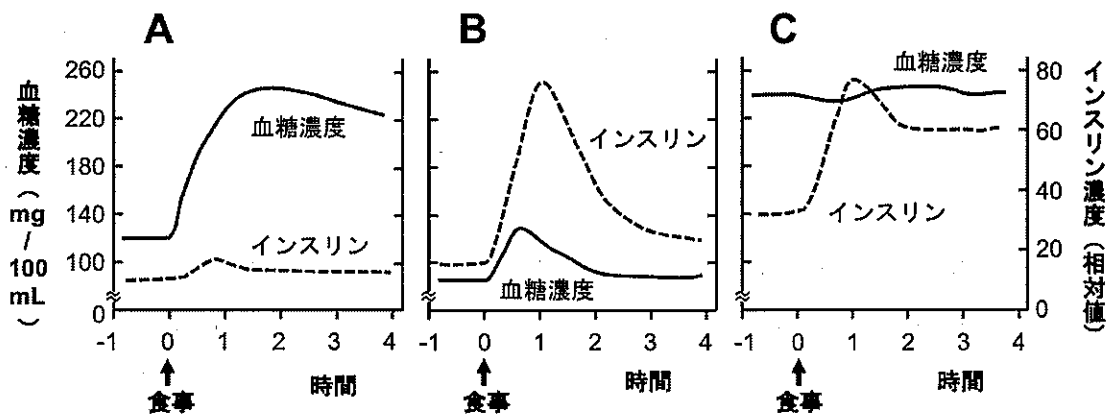 A
B
C
血糖濃度（mg/100mL）
260
220
180
140
100
0
血糖濃度
インスリン
インスリン
血糖濃度
血糖濃度
インスリン
80
60
40
20
0
インスリン濃度（相対値）
-1 0 1 2 3 4
-1 0 1 2 3 4
-1 0 1 2 3 4
食事
時間
食事
時間
食事
時間